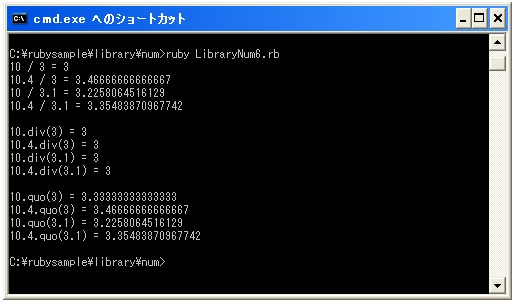 cmd.exe へのショートカット
C:¥rubysample¥library¥num>ruby LibraryNum6.rb
10 / 3 = 3
10.4 / 3 = 3.46666666666667
10 / 3.1 = 3.2258064516129
10.4 / 3.1 = 3.35483870967742
10.div(3) = 3
10.4.div(3) = 3
10.div(3.1) = 3
10.4.div(3.1) = 3
10.quo(3) = 3.33333333333333
10.4.quo(3) = 3.46666666666667
10.quo(3.1) = 3.2258064516129
10.4.quo(3.1) = 3.35483870967742
C:¥rubysample¥library¥num>